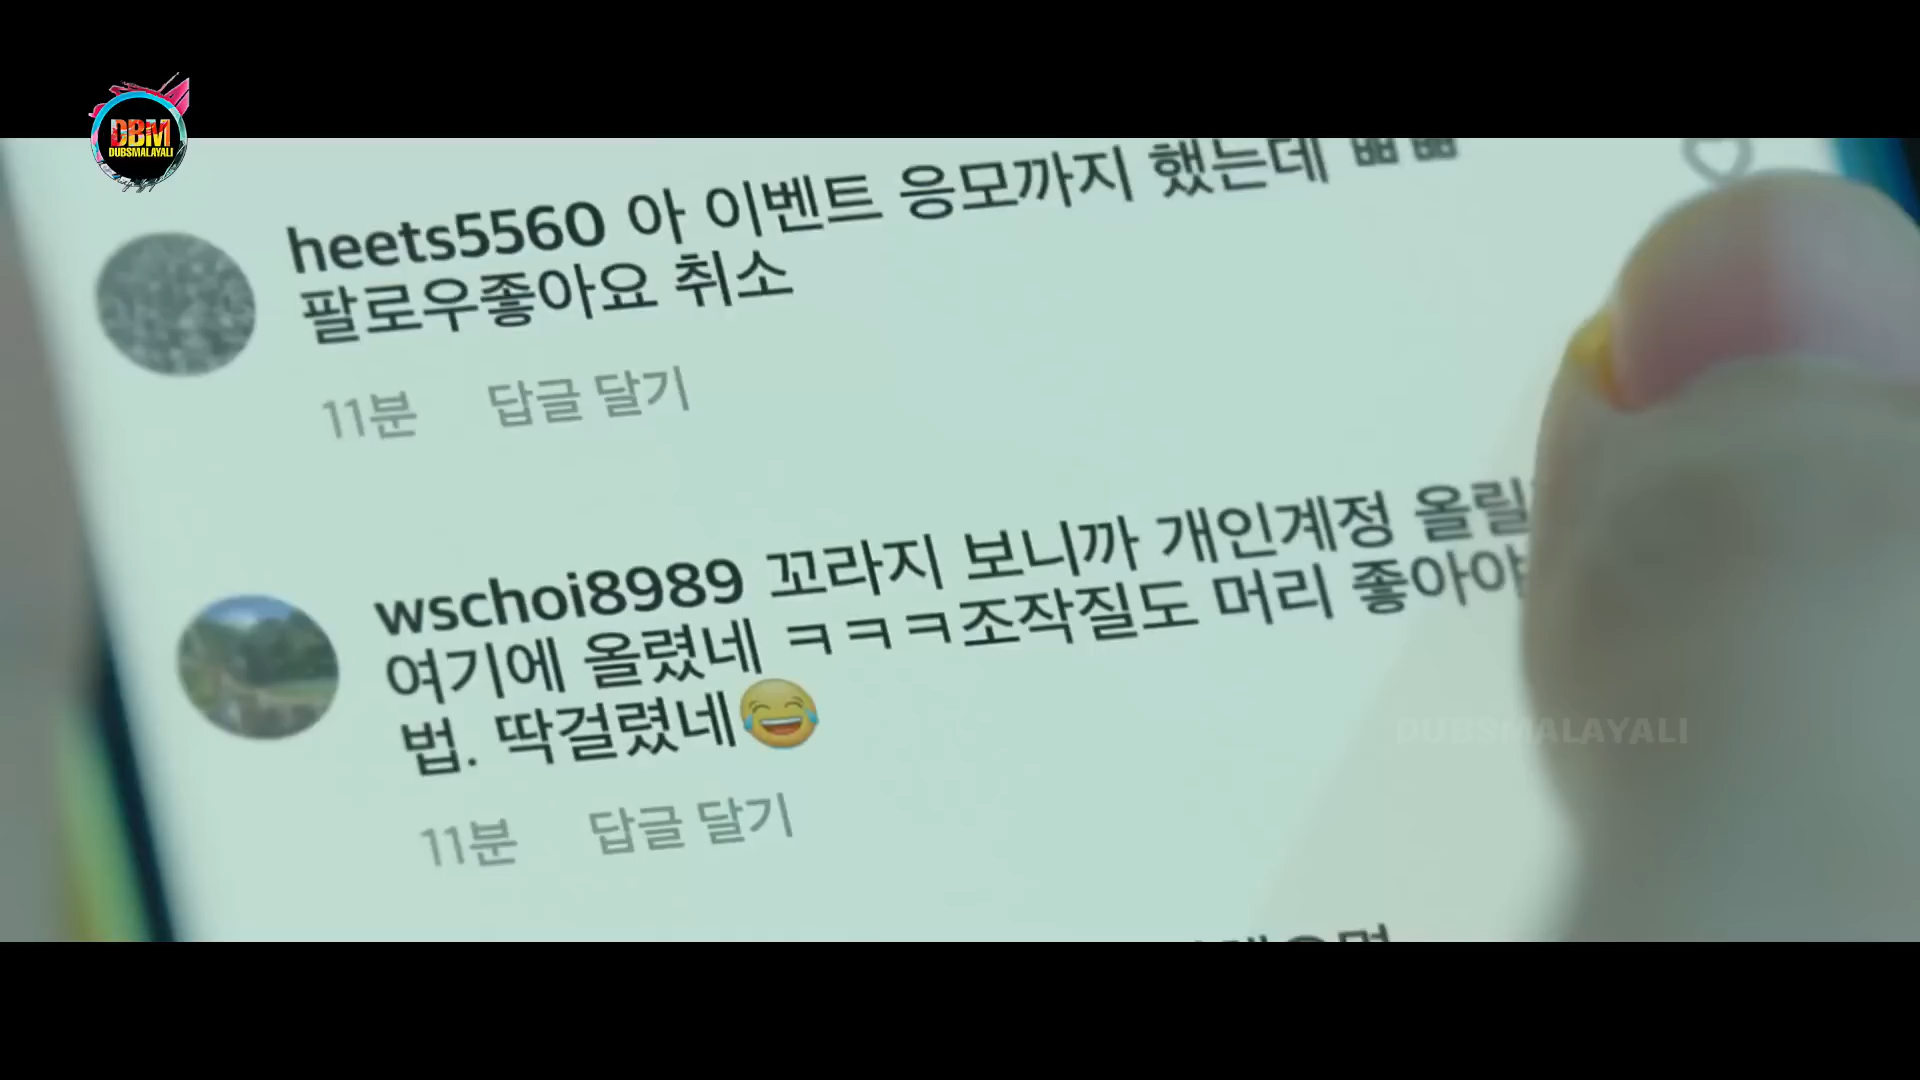 DBM
DUBSMALAYALI
heets5560 아 이벤트 응모까지 했는데 ㅃㅃ
팔로우좋아요 취소
11분 답글 달기
wschoi8989 꼬라지 보니까 개인계정 올릴
여기에 올렸네 ㅋㅋㅋ조작질도 머리 좋아야
법. 딱걸렸네😂
11분 답글 달기
DUBSMALAYALI